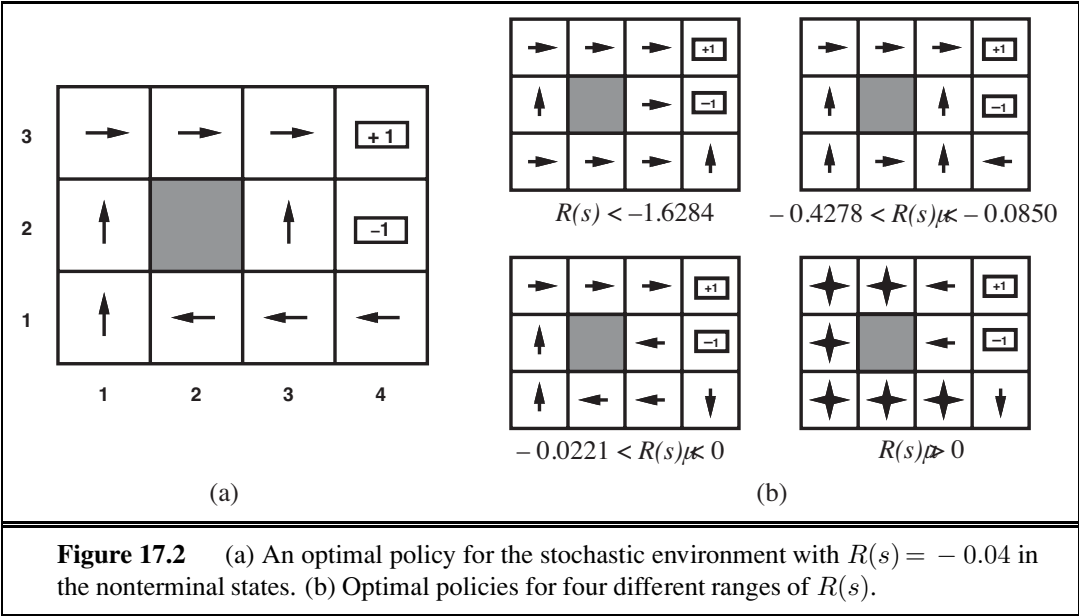 3
+ 1
2
–1
1
1 2 3 4
(a)
+1
–1
R(s) < –1.6284
+1
–1
– 0.4278 < R(s) < – 0.0850
+1
–1
– 0.0221 < R(s) < 0
+1
–1
R(s) > 0
(b)
Figure 17.2 (a) An optimal policy for the stochastic environment with R(s) = − 0.04 in
the nonterminal states. (b) Optimal policies for four different ranges of R(s).